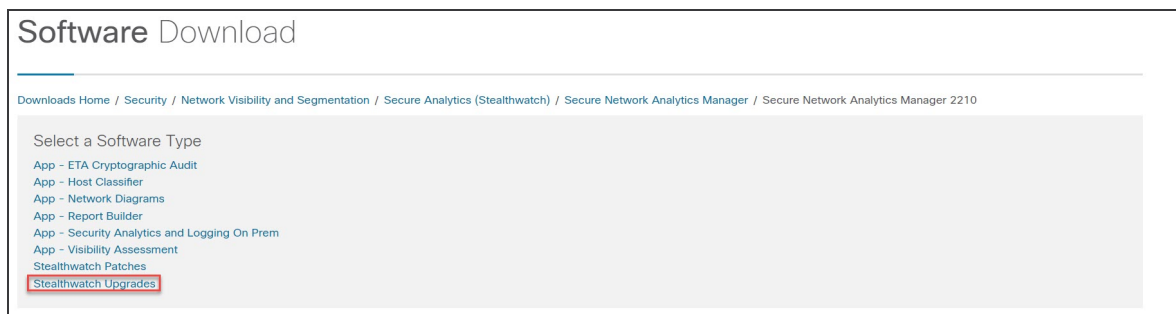 Software Download
Downloads Home / Security / Network Visibility and Segmentation / Secure Analytics (Stealthwatch) / Secure Network Analytics Manager / Secure Network Analytics Manager 2210
Select a Software Type
App - ETA Cryptographic Audit
App - Host Classifier
App - Network Diagrams
App - Report Builder
App - Security Analytics and Logging On Prem
App - Visibility Assessment
Stealthwatch Patches
Stealthwatch Upgrades